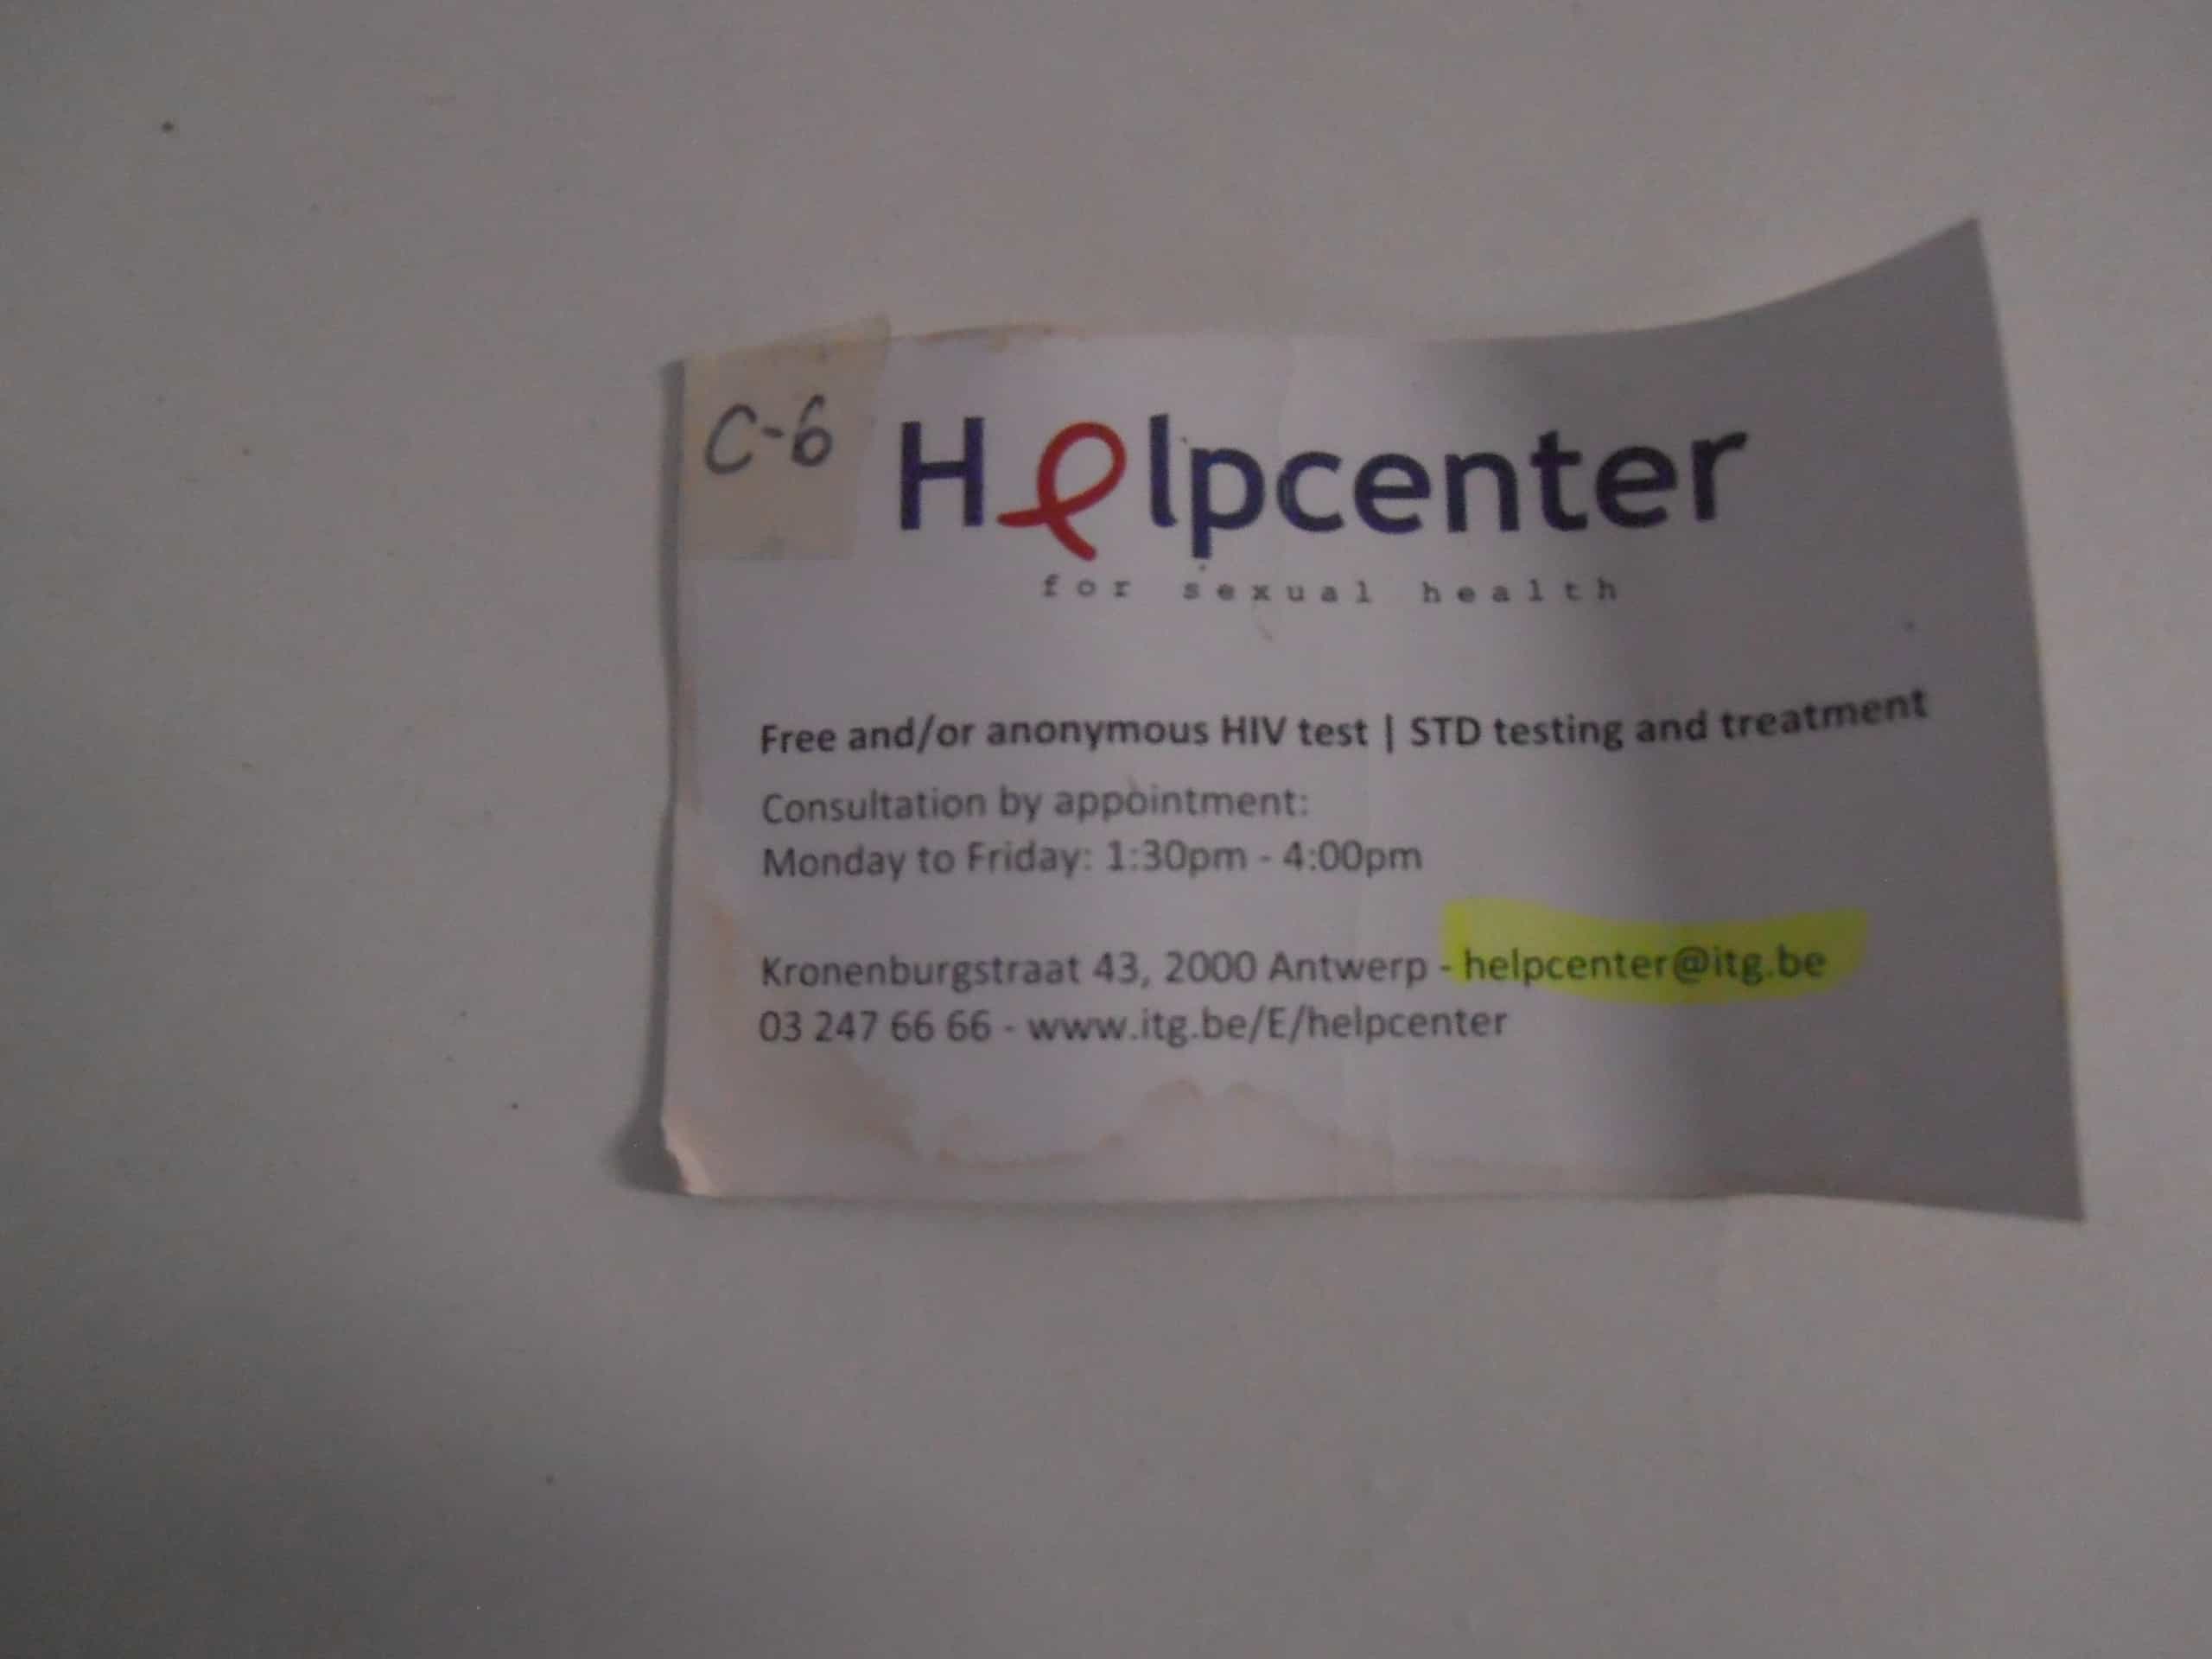 C-6
Helpcenter
for sexual health
Free and/or anonymous HIV test | STD testing and treatment
Consultation by appointment:
Monday to Friday: 1:30pm - 4:00pm
Kronenburgstraat 43, 2000 Antwerp - helpcenter@itg.be
03 247 66 66 - www.itg.be/E/helpcenter